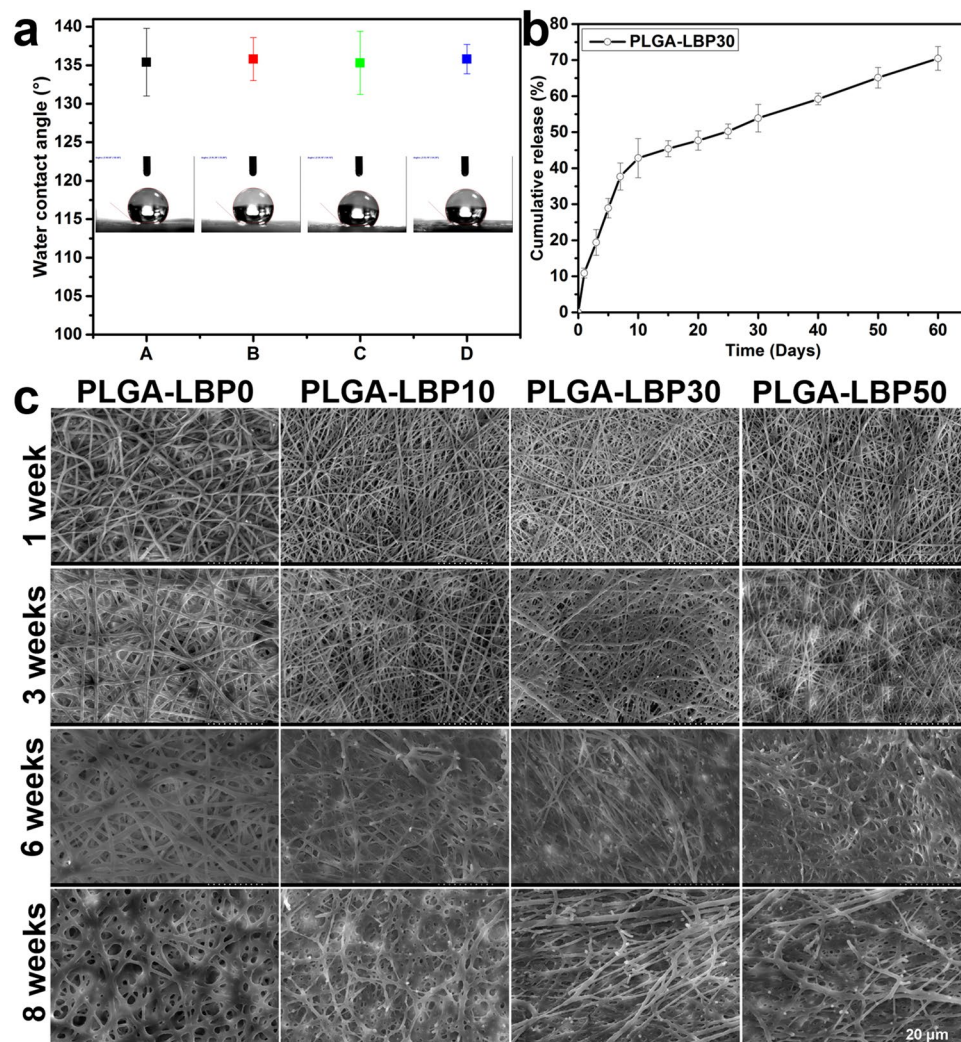 a
Water contact angle (°)
140
135
130
125
120
115
110
105
100
A B C D
b
PLGA-LBP30
Cumulative release (%)
80
70
60
50
40
30
20
10
0
0 10 20 30 40 50 60
Time (Days)
c
PLGA-LBP0 PLGA-LBP10 PLGA-LBP30 PLGA-LBP50
1 week
3 weeks
6 weeks
8 weeks
20 μm